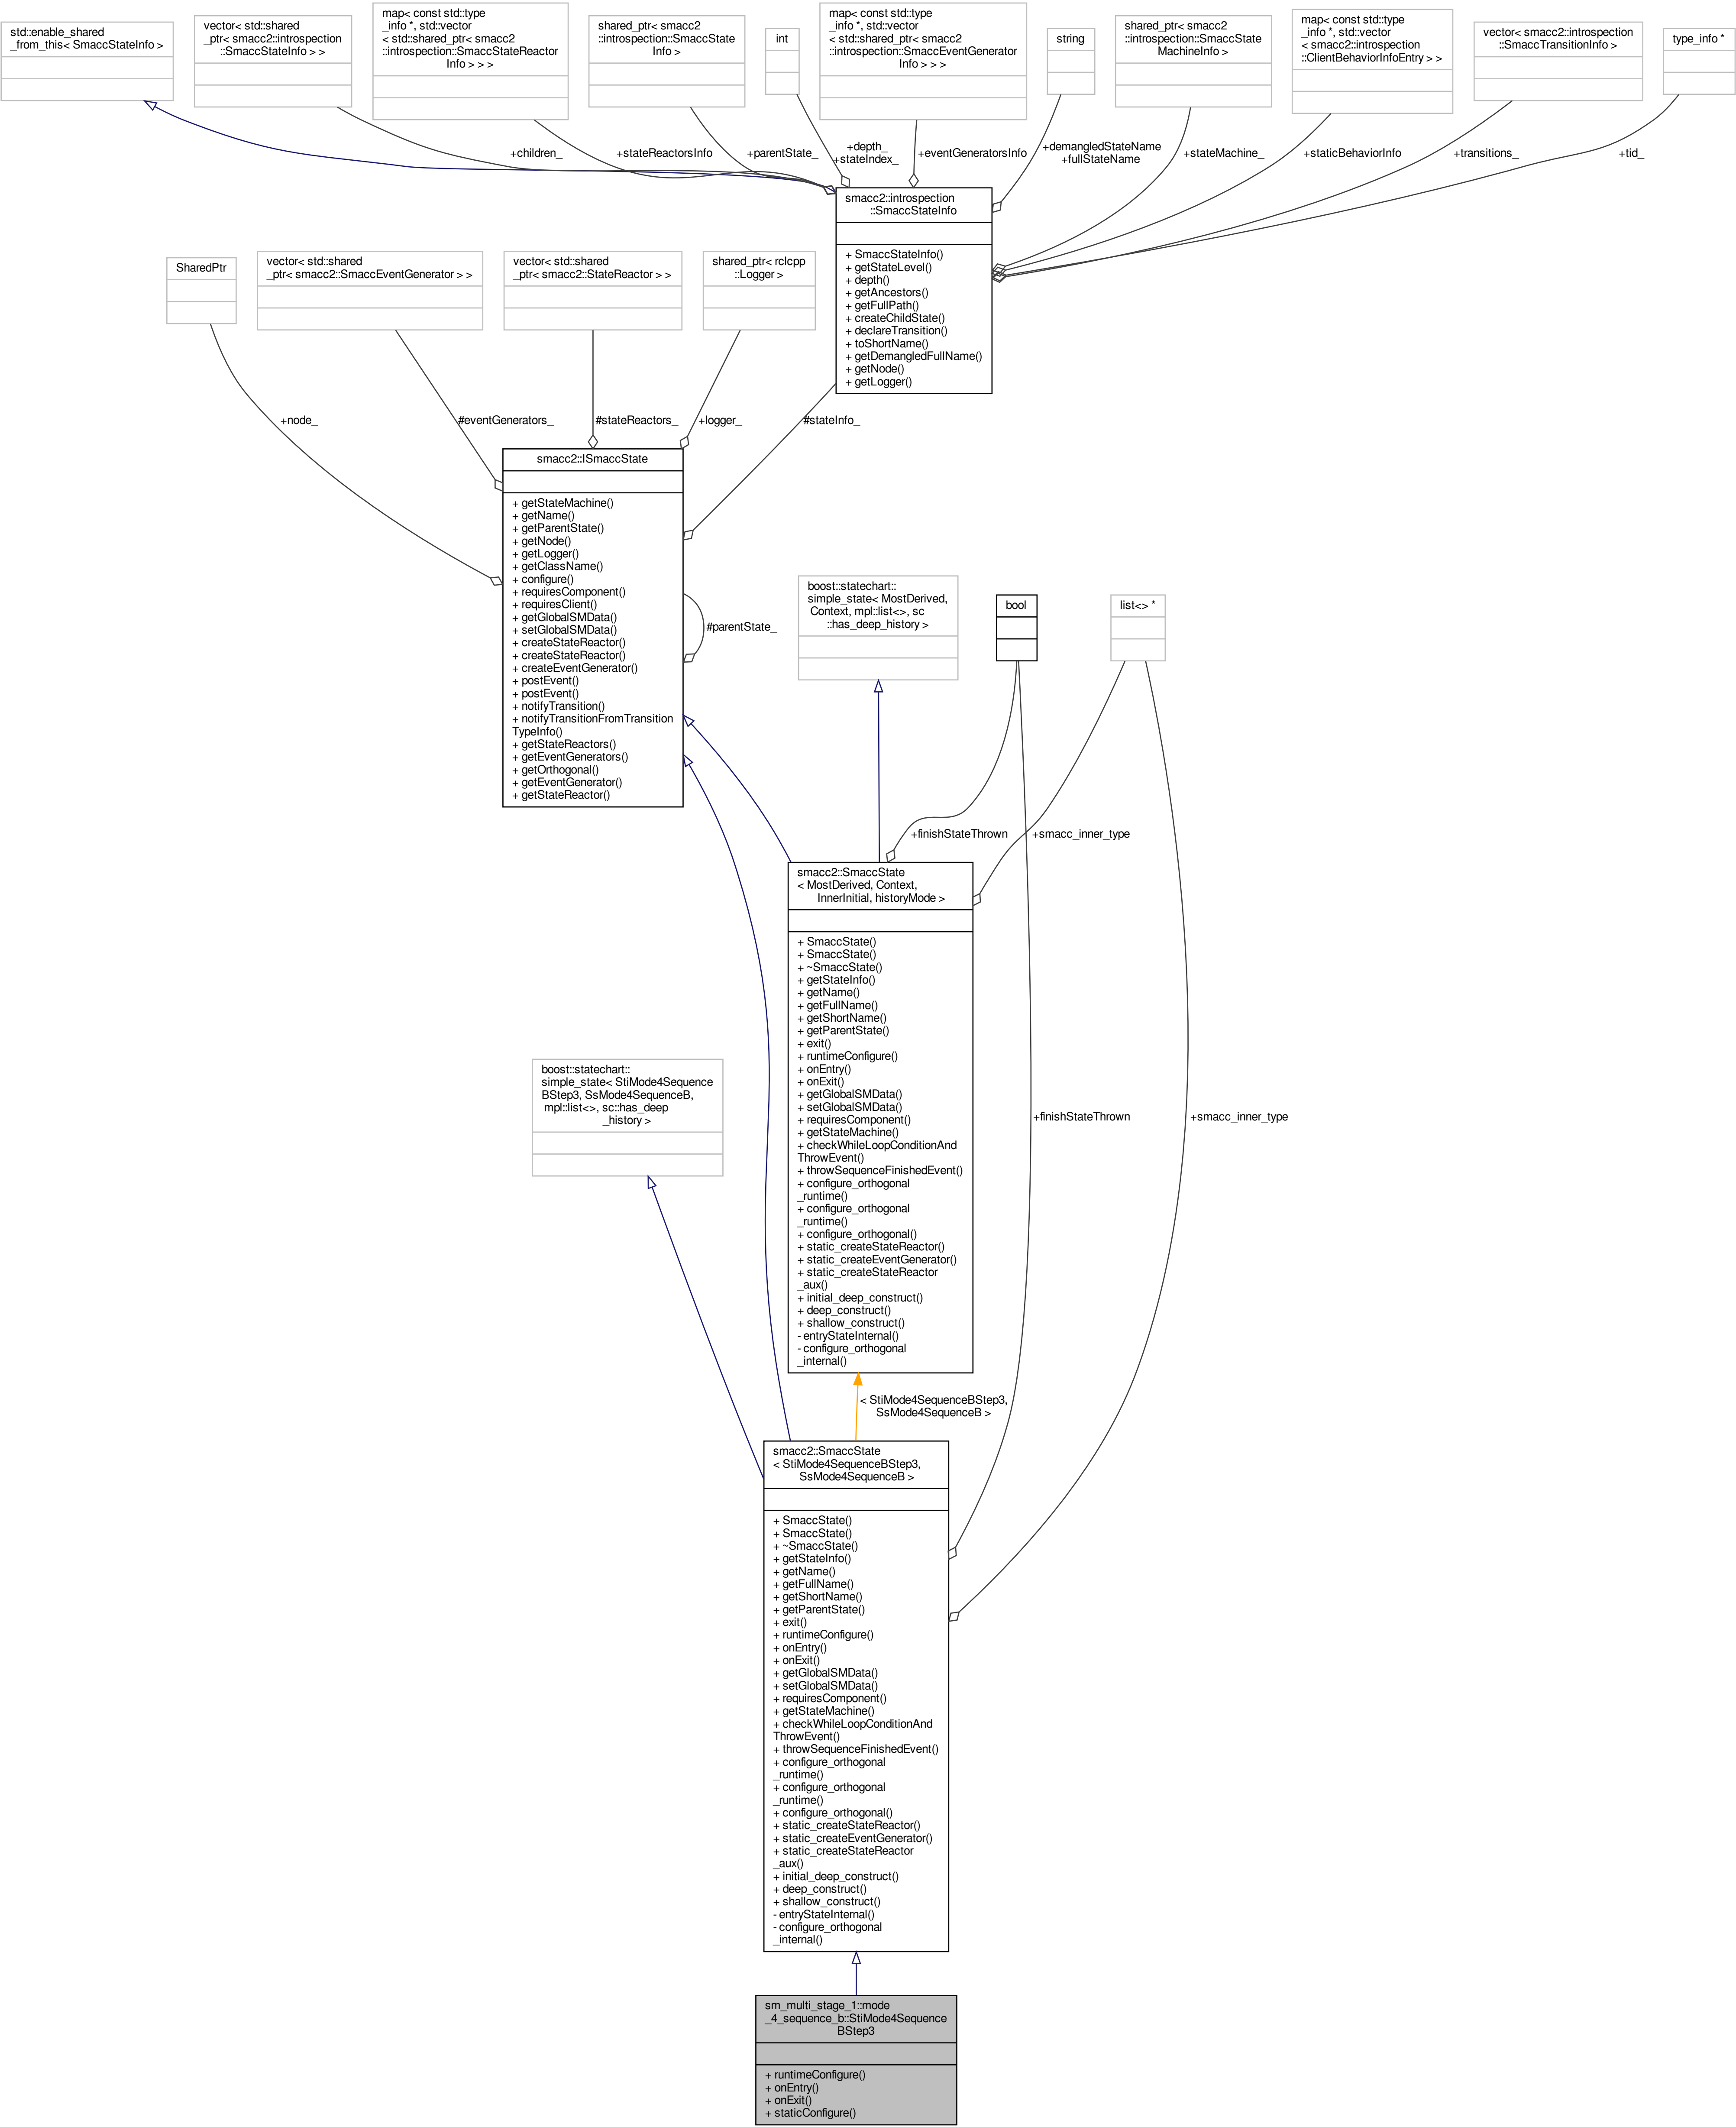 std::enable_shared
_from_this< SmaccStateInfo >
vector< std::shared
_ptr< smacc2::introspection
::SmaccStateInfo > >
map< const std::type
_info *, std::vector
< std::shared_ptr< smacc2
::introspection::SmaccStateReactor
Info > > >
shared_ptr< smacc2
::introspection::SmaccState
Info >
int
map< const std::type
_info *, std::vector
< std::shared_ptr< smacc2
::introspection::SmaccEventGenerator
Info > > >
string
shared_ptr< smacc2
::introspection::SmaccState
MachineInfo >
map< const std::type
_info *, std::vector
< smacc2::introspection
::ClientBehaviorInfoEntry > >
vector< smacc2::introspection
::SmaccTransitionInfo >
type_info *
+children_
+stateReactorsInfo
+parentState_
+depth_
+stateIndex_
+eventGeneratorsInfo
+demangledStateName
+fullStateName
+stateMachine_
+staticBehaviorInfo
+transitions_
+tid_
smacc2::introspection
::SmaccStateInfo
+ SmaccStateInfo()
+ getStateLevel()
+ depth()
+ getAncestors()
+ getFullPath()
+ createChildState()
+ declareTransition()
+ toShortName()
+ getDemangledFullName()
+ getNode()
+ getLogger()
SharedPtr
vector< std::shared
_ptr< smacc2::SmaccEventGenerator > >
vector< std::shared
_ptr< smacc2::StateReactor > >
shared_ptr< rclcpp
::Logger >
+node_
#eventGenerators_
#stateReactors_
+logger_
#stateInfo_
smacc2::ISmaccState
+ getStateMachine()
+ getName()
+ getParentState()
+ getNode()
+ getLogger()
+ getClassName()
+ configure()
+ requiresComponent()
+ requiresClient()
+ getGlobalSMData()
+ setGlobalSMData()
+ createStateReactor()
+ createStateReactor()
+ createEventGenerator()
+ postEvent()
+ postEvent()
+ notifyTransition()
+ notifyTransitionFromTransition
TypeInfo()
+ getStateReactors()
+ getEventGenerators()
+ getOrthogonal()
+ getEventGenerator()
+ getStateReactor()
#parentState_
boost::statechart::
simple_state< MostDerived,
Context, mpl::list<>, sc
::has_deep_history >
bool
list<> *
+finishStateThrown
+smacc_inner_type
smacc2::SmaccState
< MostDerived, Context,
InnerInitial, historyMode >
+ SmaccState()
+ SmaccState()
+ ~SmaccState()
+ getStateInfo()
+ getName()
+ getFullName()
+ getShortName()
+ getParentState()
+ exit()
+ runtimeConfigure()
+ onEntry()
+ onExit()
+ getGlobalSMData()
+ setGlobalSMData()
+ requiresComponent()
+ getStateMachine()
+ checkWhileLoopConditionAnd
ThrowEvent()
+ throwSequenceFinishedEvent()
+ configure_orthogonal
_runtime()
+ configure_orthogonal
_runtime()
+ configure_orthogonal()
+ static_createStateReactor()
+ static_createEventGenerator()
+ static_createStateReactor
_aux()
+ initial_deep_construct()
+ deep_construct()
+ shallow_construct()
- entryStateInternal()
- configure_orthogonal
_internal()
boost::statechart::
simple_state< StiMode4Sequence
BStep3, SsMode4SequenceB,
mpl::list<>, sc::has_deep
_history >
+finishStateThrown
+smacc_inner_type
< StiMode4SequenceBStep3,
SsMode4SequenceB >
smacc2::SmaccState
< StiMode4SequenceBStep3,
SsMode4SequenceB >
+ SmaccState()
+ SmaccState()
+ ~SmaccState()
+ getStateInfo()
+ getName()
+ getFullName()
+ getShortName()
+ getParentState()
+ exit()
+ runtimeConfigure()
+ onEntry()
+ onExit()
+ getGlobalSMData()
+ setGlobalSMData()
+ requiresComponent()
+ getStateMachine()
+ checkWhileLoopConditionAnd
ThrowEvent()
+ throwSequenceFinishedEvent()
+ configure_orthogonal
_runtime()
+ configure_orthogonal
_runtime()
+ configure_orthogonal()
+ static_createStateReactor()
+ static_createEventGenerator()
+ static_createStateReactor
_aux()
+ initial_deep_construct()
+ deep_construct()
+ shallow_construct()
- entryStateInternal()
- configure_orthogonal
_internal()
sm_multi_stage_1::mode
_4_sequence_b::StiMode4Sequence
BStep3
+ runtimeConfigure()
+ onEntry()
+ onExit()
+ staticConfigure()